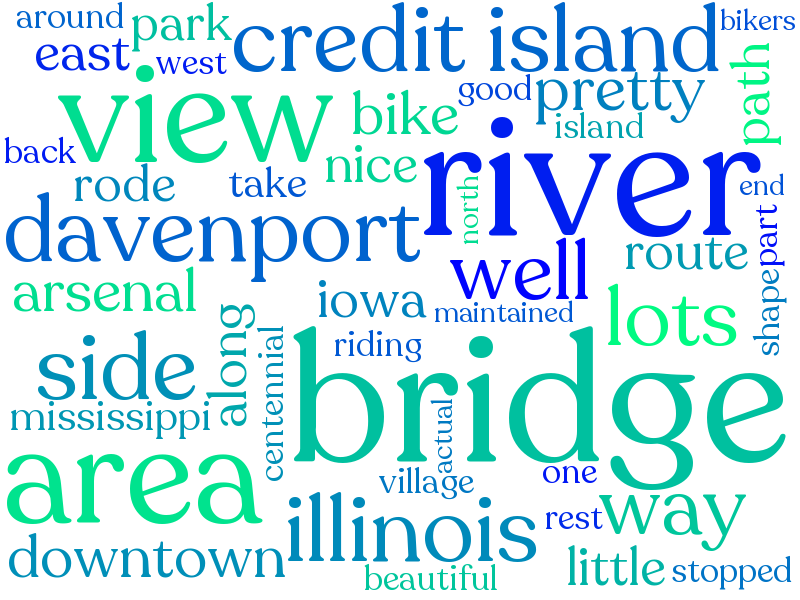 around
park
credit island
bikers
east
west
view
bike
good
pretty
path
island
back
nice
river
rode
take
north
end
davenport
part
route
well
arsenal
iowa
maintained
lots
shape
along
riding
side
centennial
bridge
mississippi
actual
area
village
one
illinois
rest
way
downtown
little
stopped
beautiful